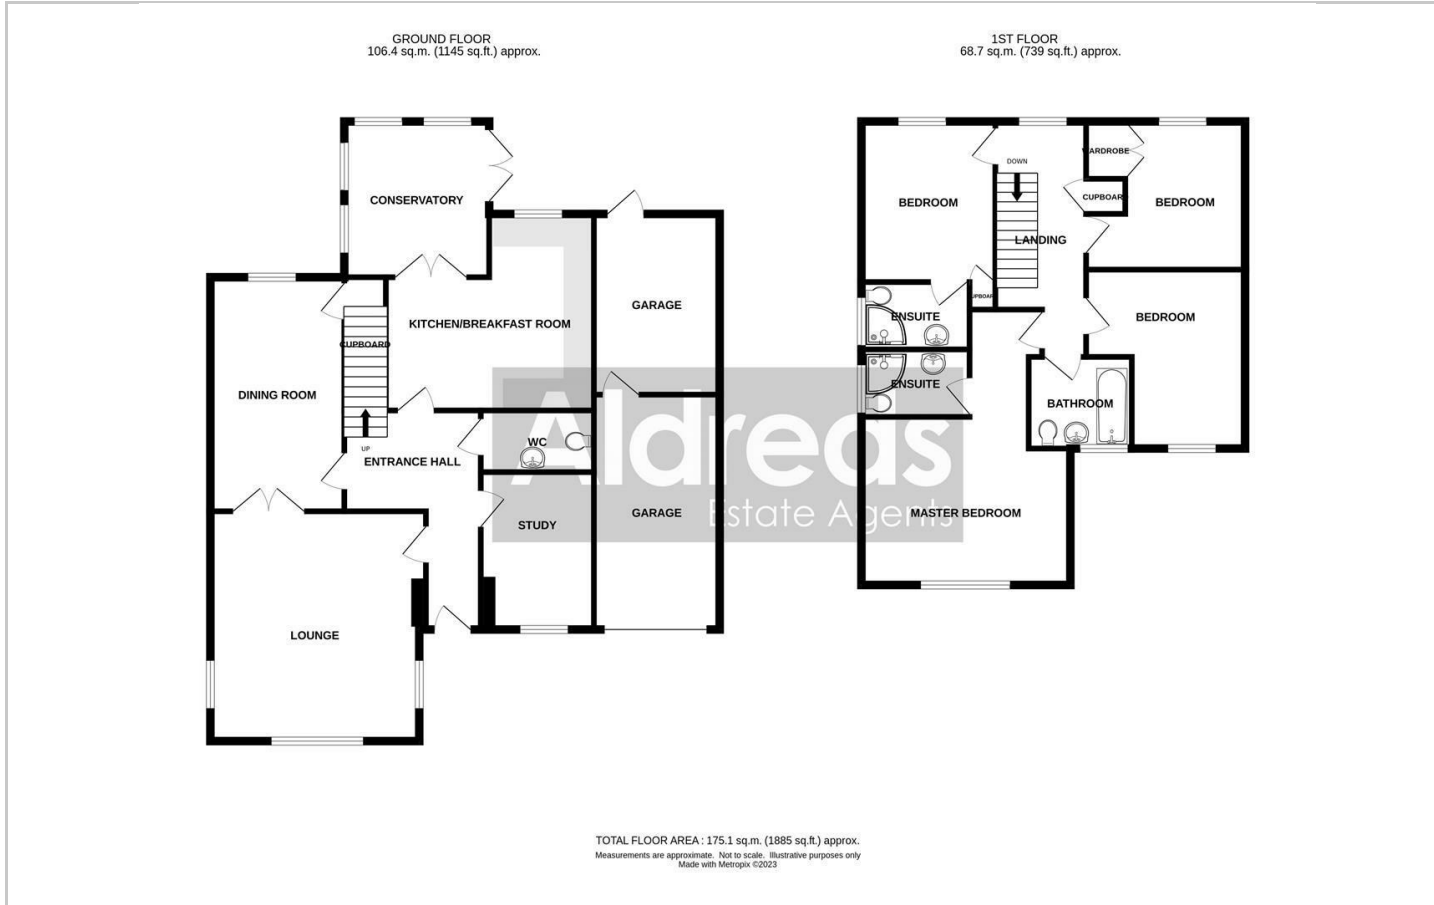 GROUND FLOOR
106.4 sq.m. (1145 sq.ft.) approx.
CONSERVATORY
KITCHEN/BREAKFAST ROOM
GARAGE
CUPBOARD
DINING ROOM
UP
ENTRANCE HALL
WC
STUDY
GARAGE
LOUNGE
1ST FLOOR
68.7 sq.m. (739 sq.ft.) approx.
WARDROBE
DOWN
CUPBOARD
BEDROOM
BEDROOM
LANDING
CUPBOARD
ENSUITE
BEDROOM
ENSUITE
BATHROOM
MASTER BEDROOM
Aldreds
Estate Agents
TOTAL FLOOR AREA : 175.1 sq.m. (1885 sq.ft.) approx.
Measurements are approximate. Not to scale. Illustrative purposes only
Made with Metropix ©2023